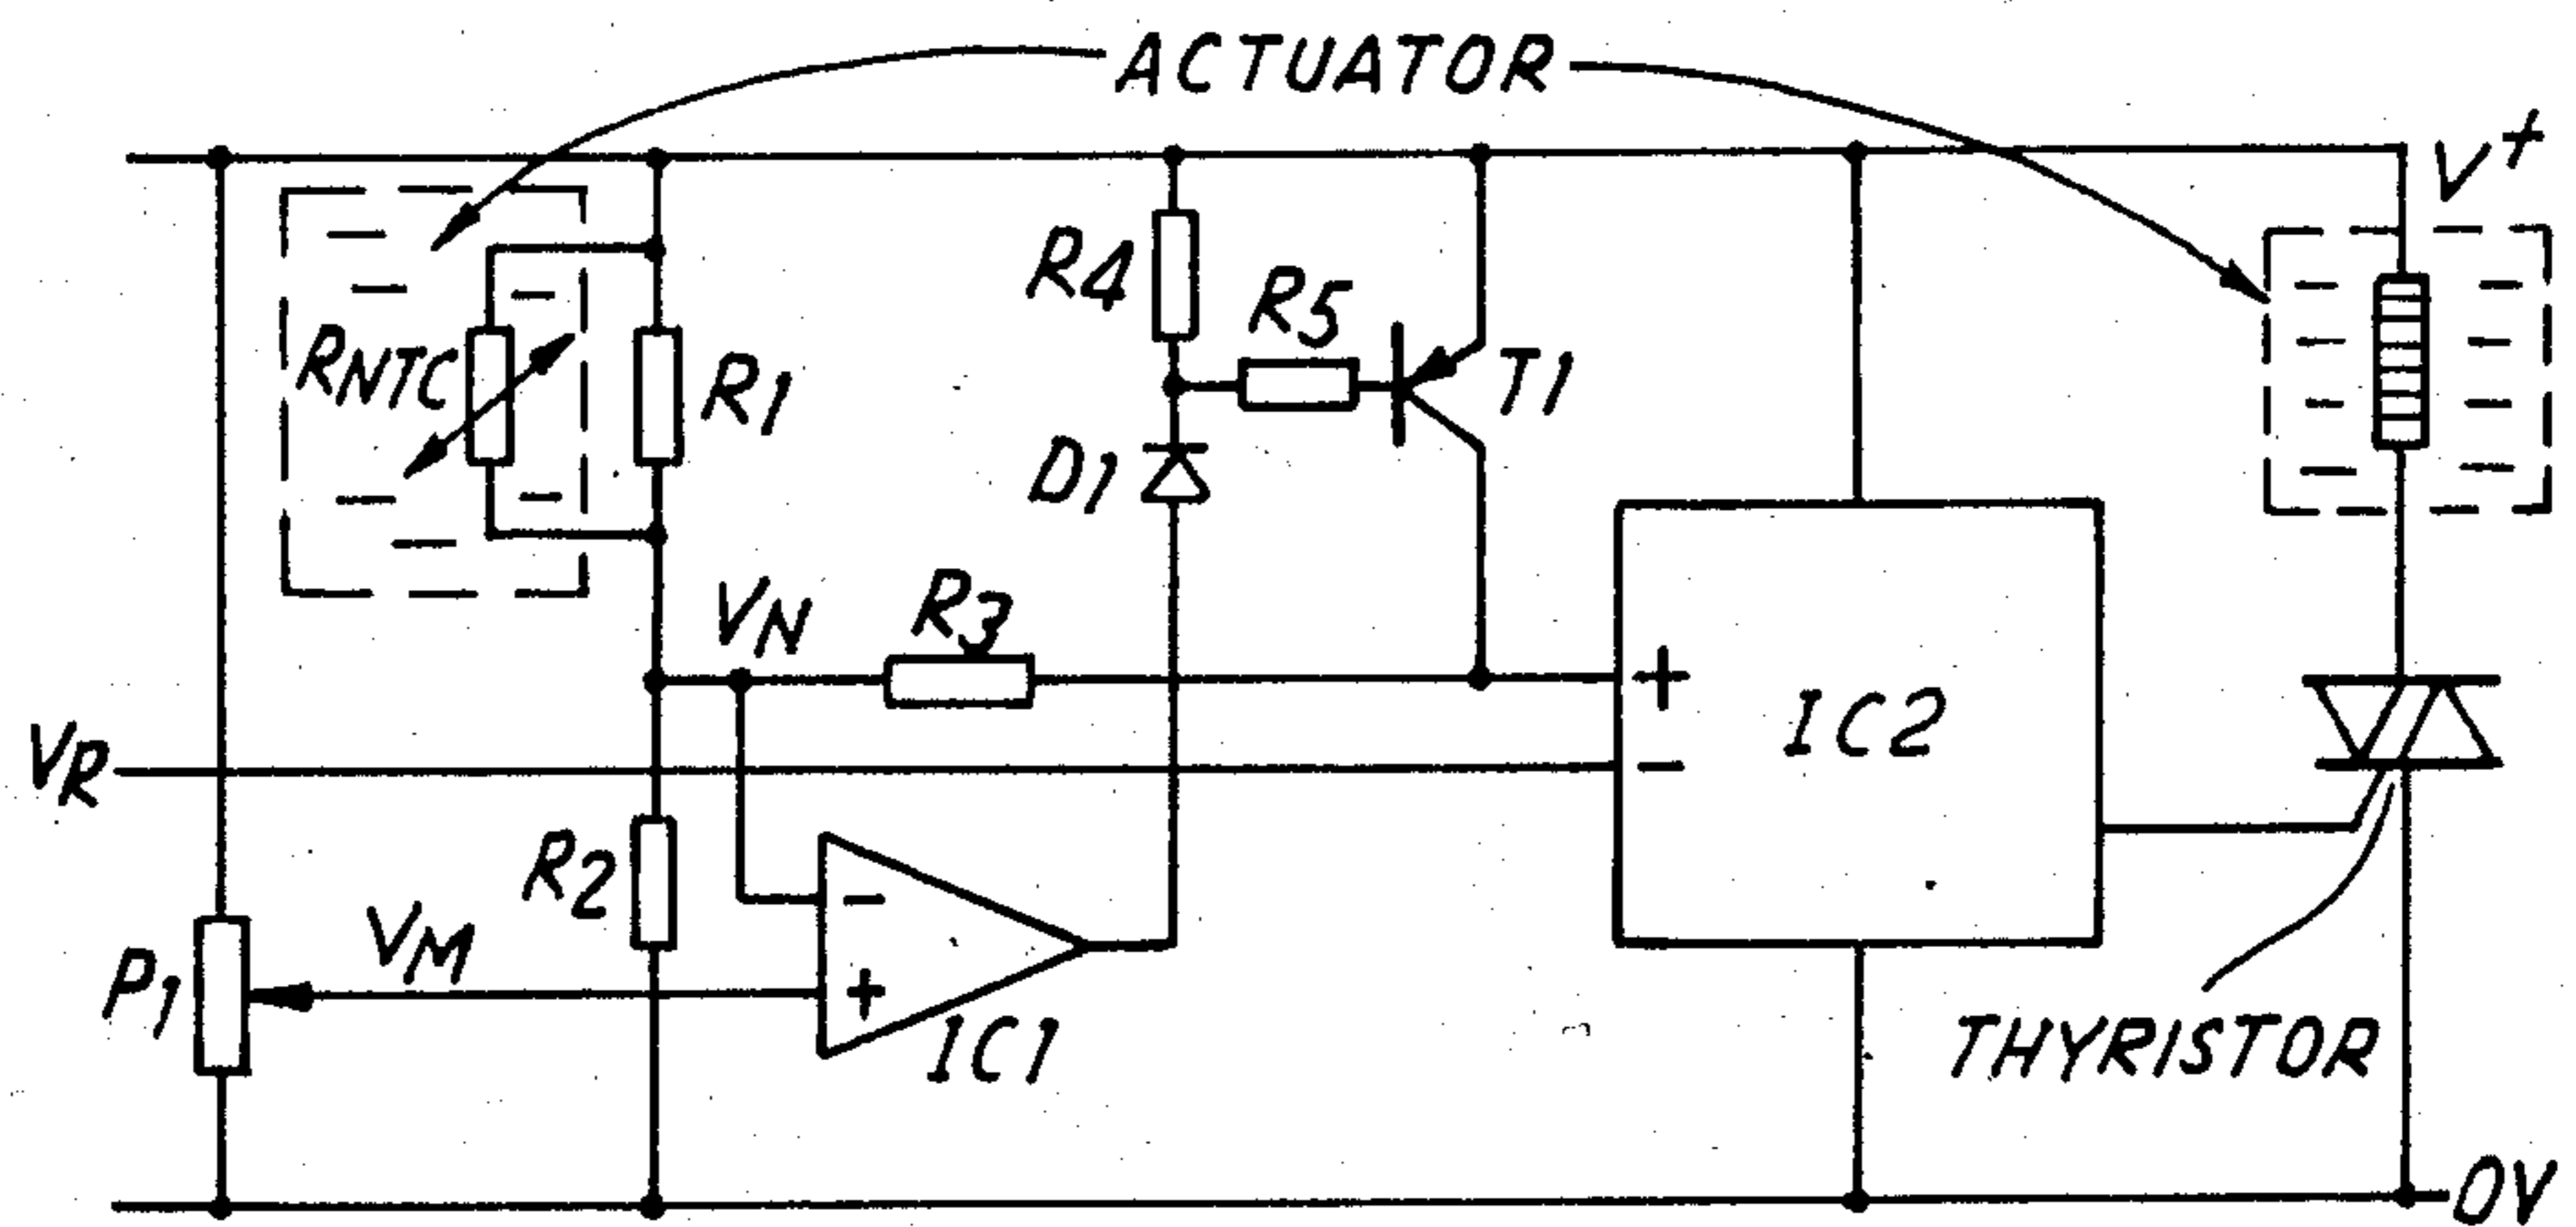 ACTUATOR
V+
R4
R5
RNTC
R1
T1
D1
VN
R3
+
IC2
VR
-
R2
-
VM
P1
+
IC1
THYRISTOR
0V